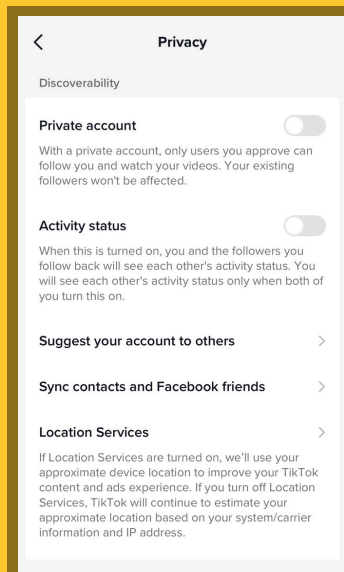 Privacy
Discoverability
Private account
With a private account, only users you approve can
follow you and watch your videos. Your existing
followers won't be affected.
Activity status
When this is turned on, you and the followers you
follow back will see each other's activity status. You
will see each other's activity status only when both of
you turn this on.
Suggest your account to others
Sync contacts and Facebook friends
Location Services
If Location Services are turned on, we'll use your
approximate device location to improve your TikTok
content and ads experience. If you turn off Location
Services, TikTok will continue to estimate your
approximate location based on your system/carrier
information and IP address.